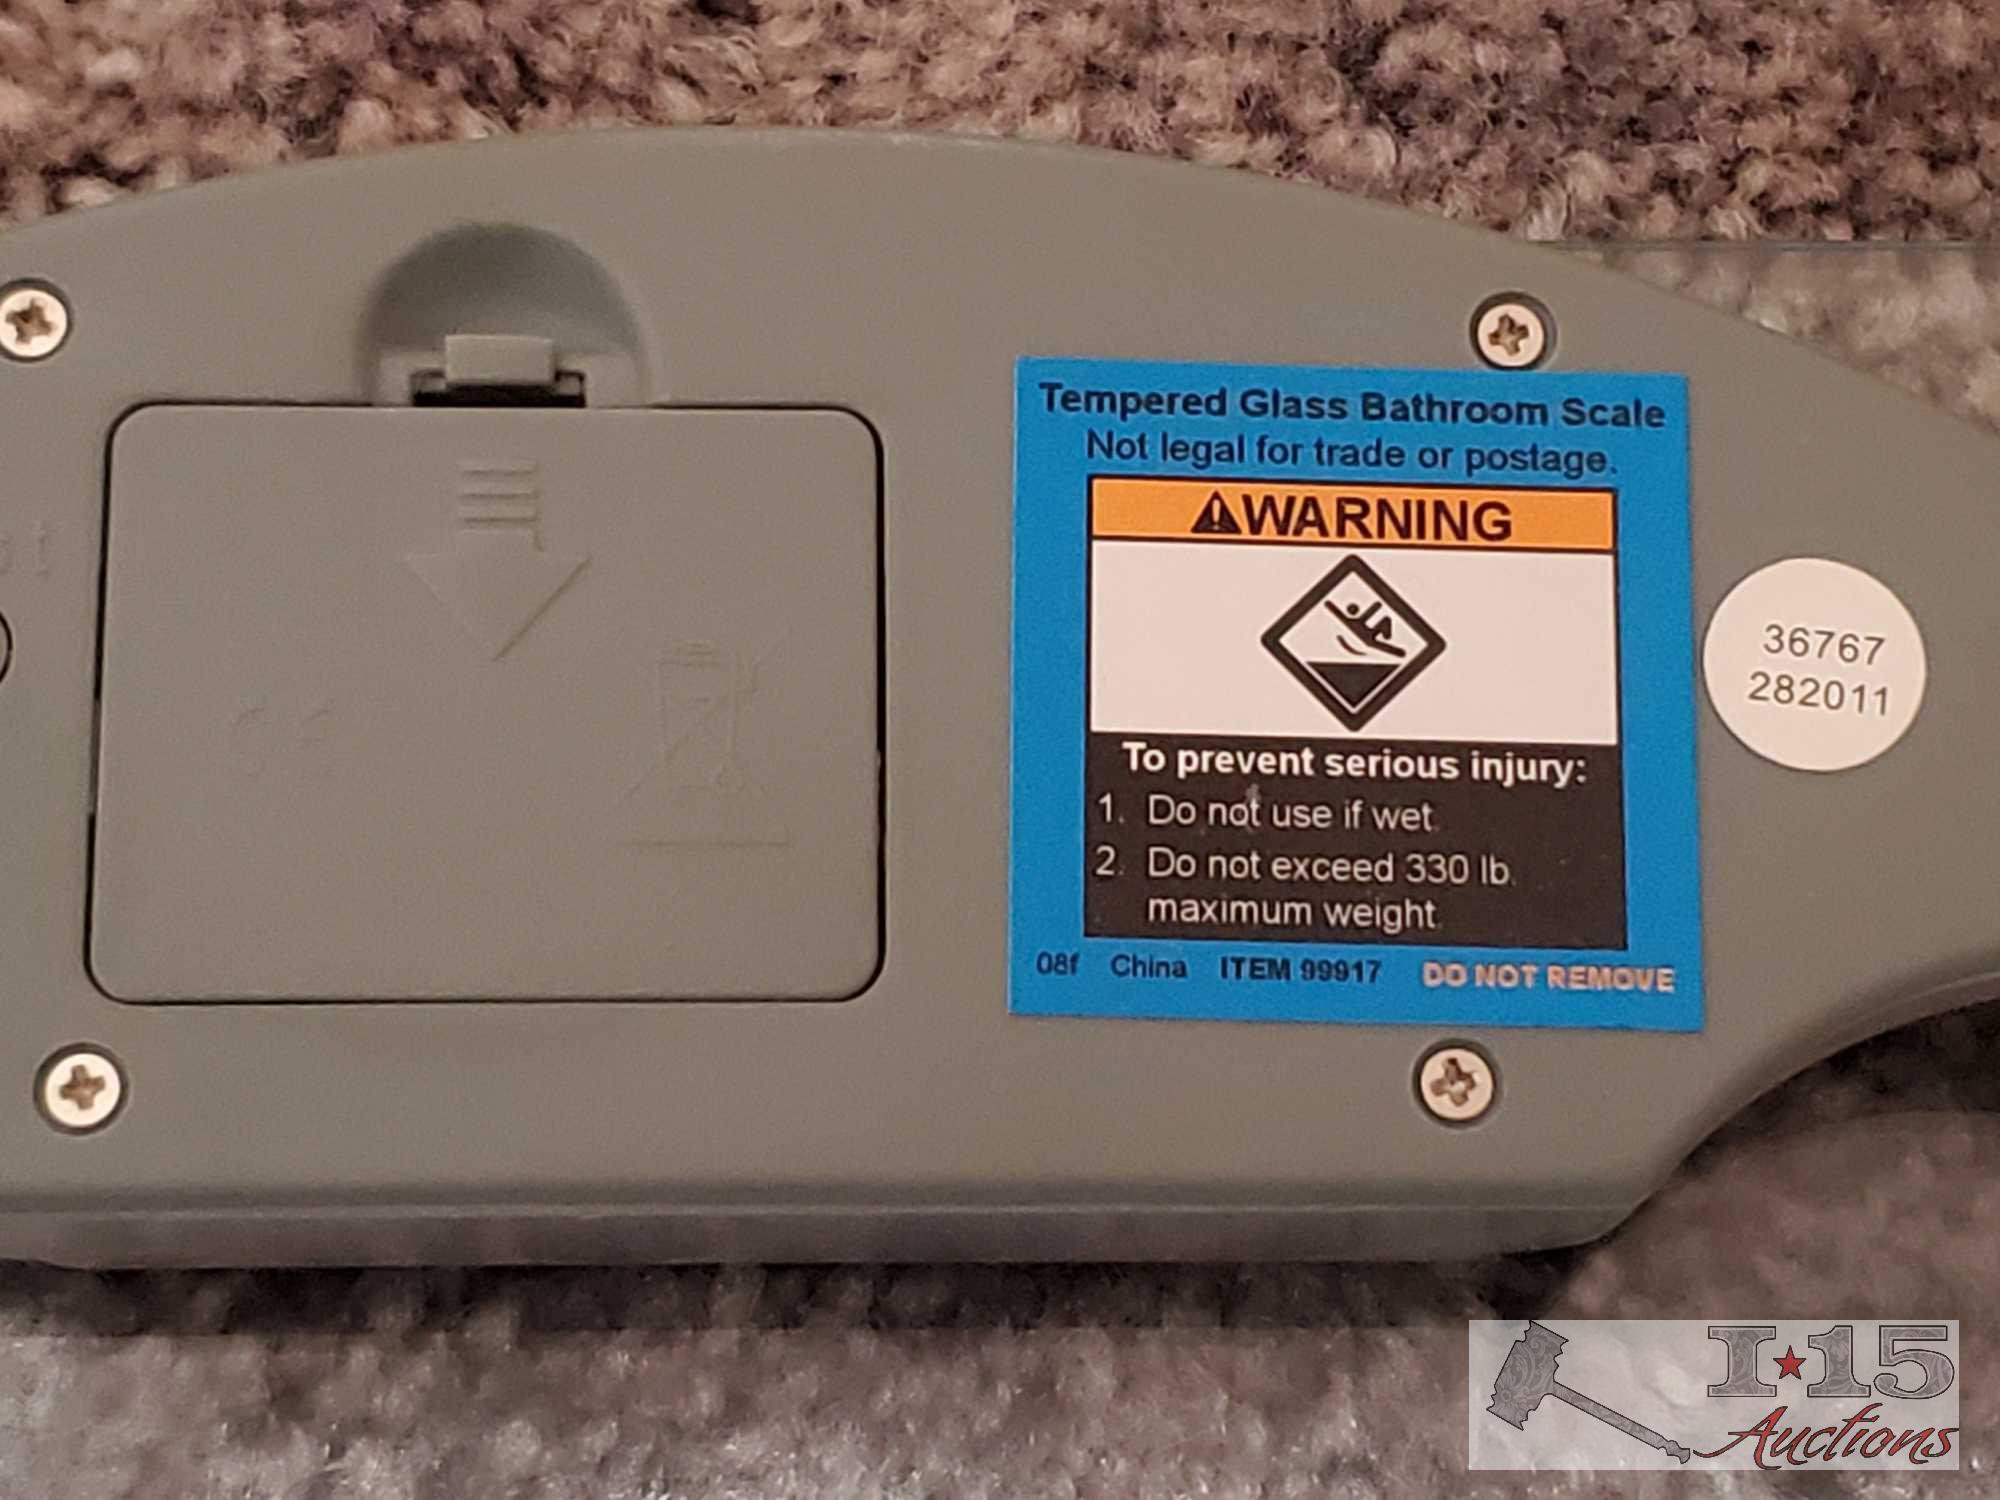 Tempered Glass Bathroom Scale
Not legal for trade or postage.
WARNING
To prevent serious injury:
1. Do not use if wet.
2. Do not exceed 330 lb.
maximum weight.
08f China ITEM 99917 DO NOT REMOVE
36767
282011
CE
I-15
Auctions